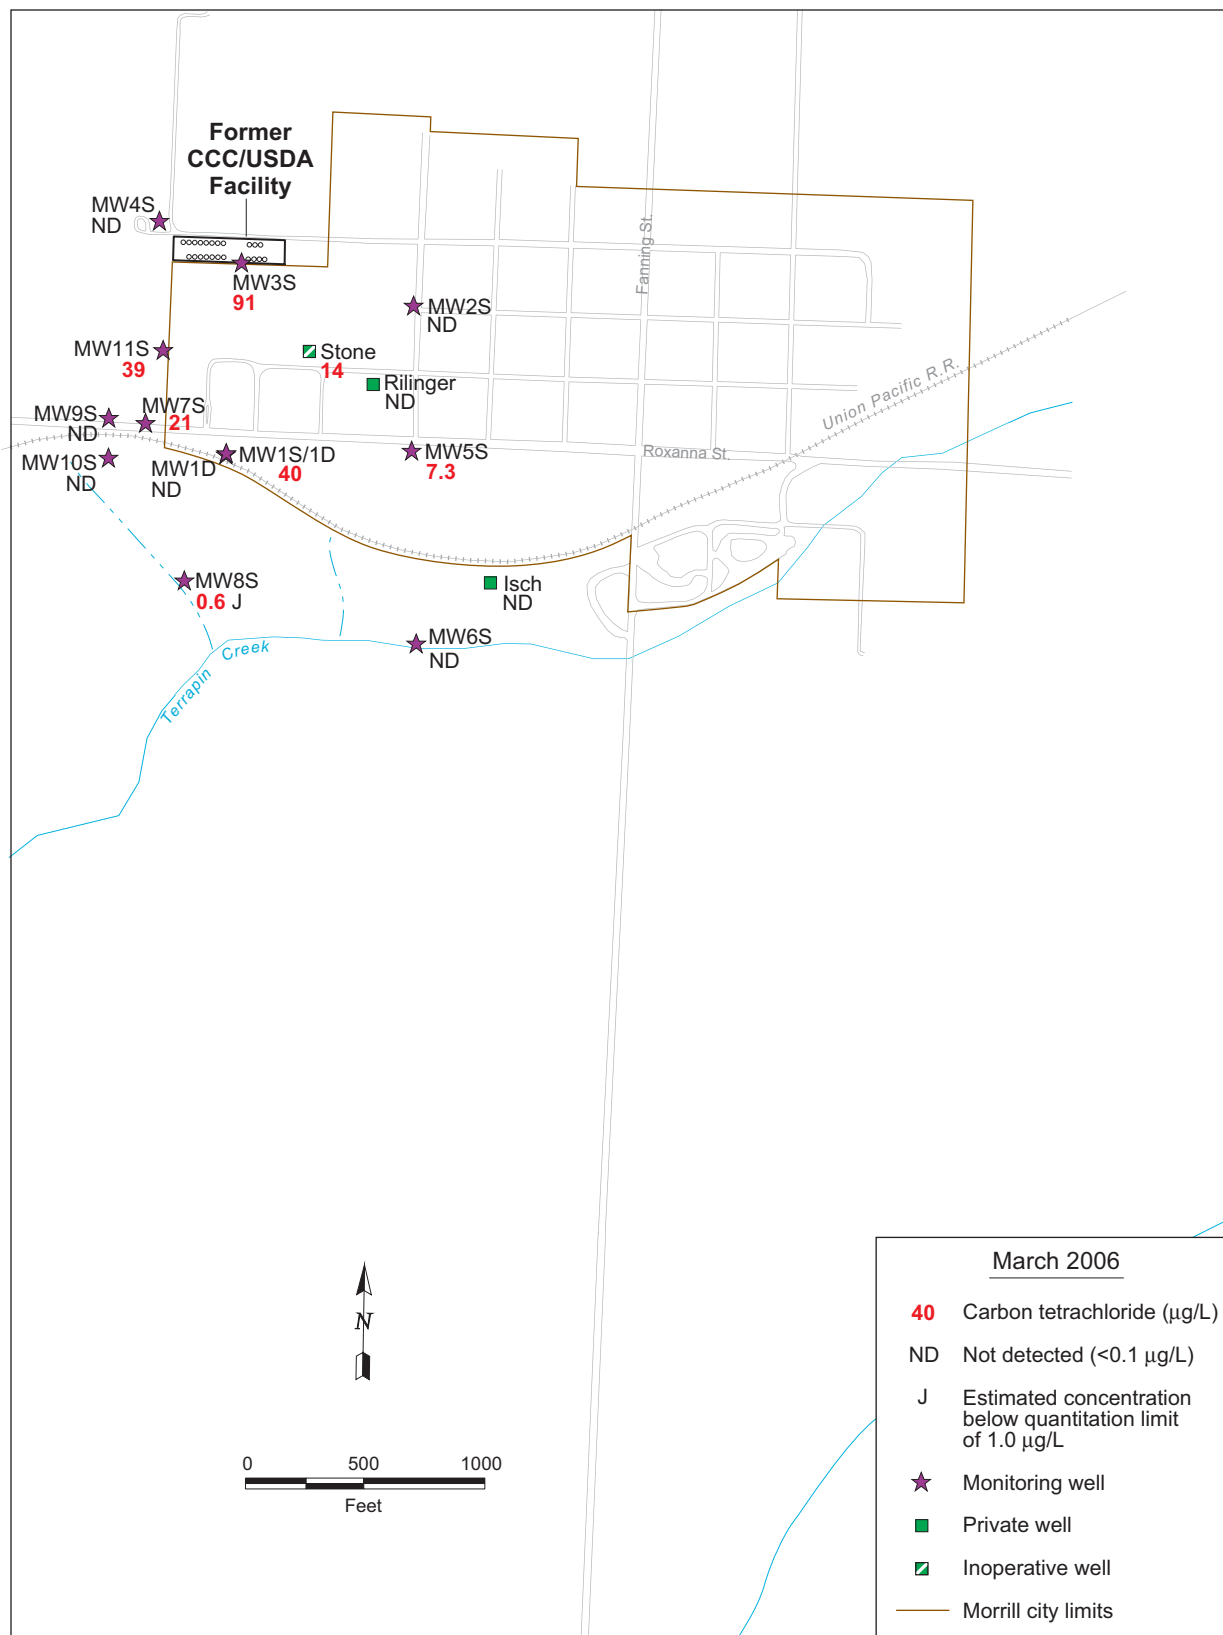 Former
CCC/USDA
Facility
MW4S
ND
MW3S
91
Fanning St.
MW2S
ND
MW11S
39
Stone
14
Rilinger
ND
Union Pacific R.R.
MW9S
ND
MW7S
21
MW10S
ND
MW1D
ND
MW1S/1D
40
MW5S
7.3
Roxanna St.
MW8S
0.6 J
Isch
ND
MW6S
ND
Terrapin Creek
March 2006
40 Carbon tetrachloride (µg/L)
ND Not detected (<0.1 µg/L)
J Estimated concentration
below quantitation limit
of 1.0 µg/L
Monitoring well
Private well
Inoperative well
Morrill city limits
N
0 500 1000
Feet